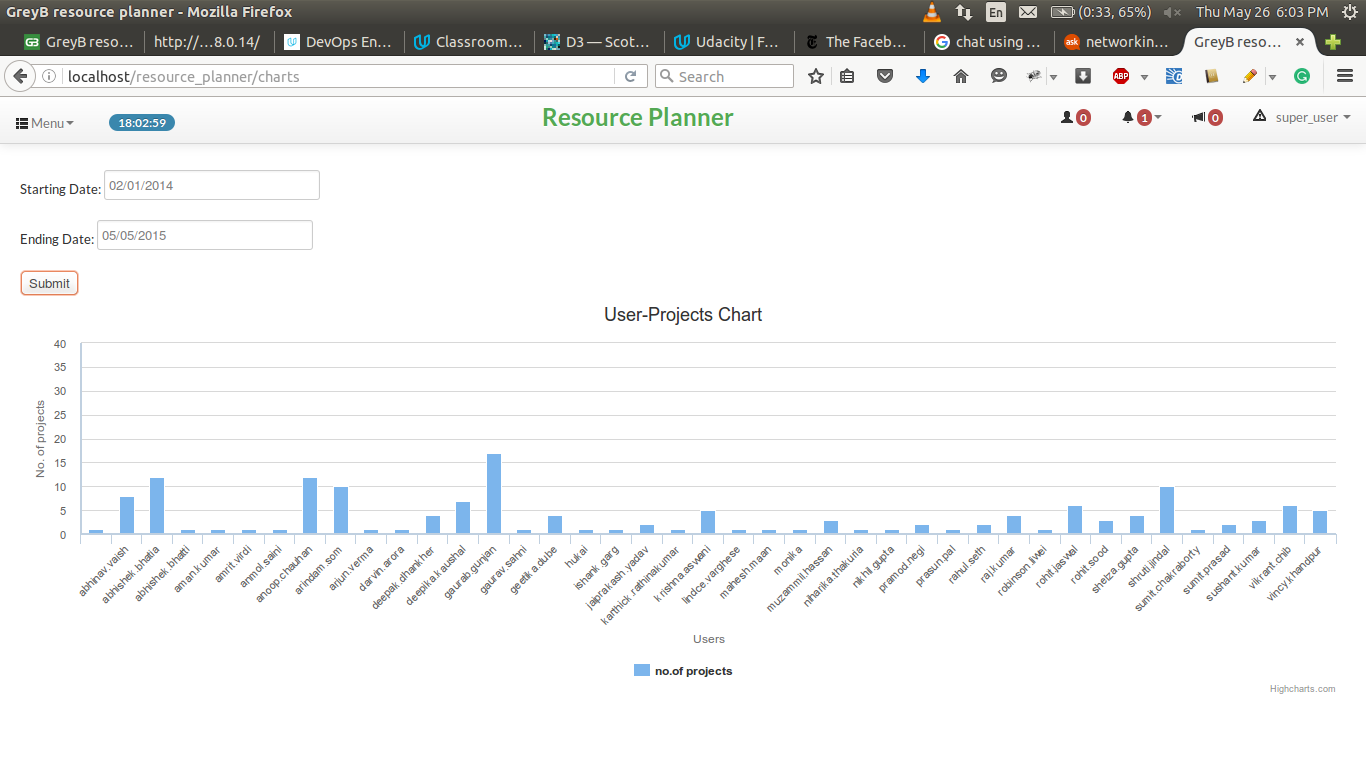 GreyB resource planner - Mozilla Firefox
En (0:33, 65%) Thu May 26 6:03 PM
GreyB reso... http://...8.0.14/ DevOps En... Classroom... D3 — Scot... Udacity | F... The Faceb... chat using ... networkin... GreyB reso...
localhost/resource_planner/charts Search ABP
Menu 18:02:59 Resource Planner 0 1 0 super_user
Starting Date: 02/01/2014
Ending Date: 05/05/2015
Submit
User-Projects Chart
No. of projects
40
35
30
25
20
15
10
5
0
abhinav.vaish
abhishek.bhatia
abhishek.bhatti
aman.kumar
amrit.virdi
anmol.saini
anoop.chauhan
arindam.som
arjun.verma
darvin.arora
deepak.dhankher
deepika.kaushal
gaurab.gunjan
gaurav.sahni
geetika.dube
hukal
ishank.garg
jaiprakash.yadav
karthick.rathinakumar
krishna.aswani
lindce.varghese
mahesh.maan
monika
muzammil.hassan
niharika.thakuria
nikhil.gupta
pramod.negi
prasun.pal
rahul.seth
raj.kumar
rohit.jaswal
rohit.sood
shelza.gupta
shruti.jindal
sumit.chakraborty
sumit.prasad
sushant.kumar
vikrant.chib
vincy.khandpur
Users
no.of projects
Highcharts.com